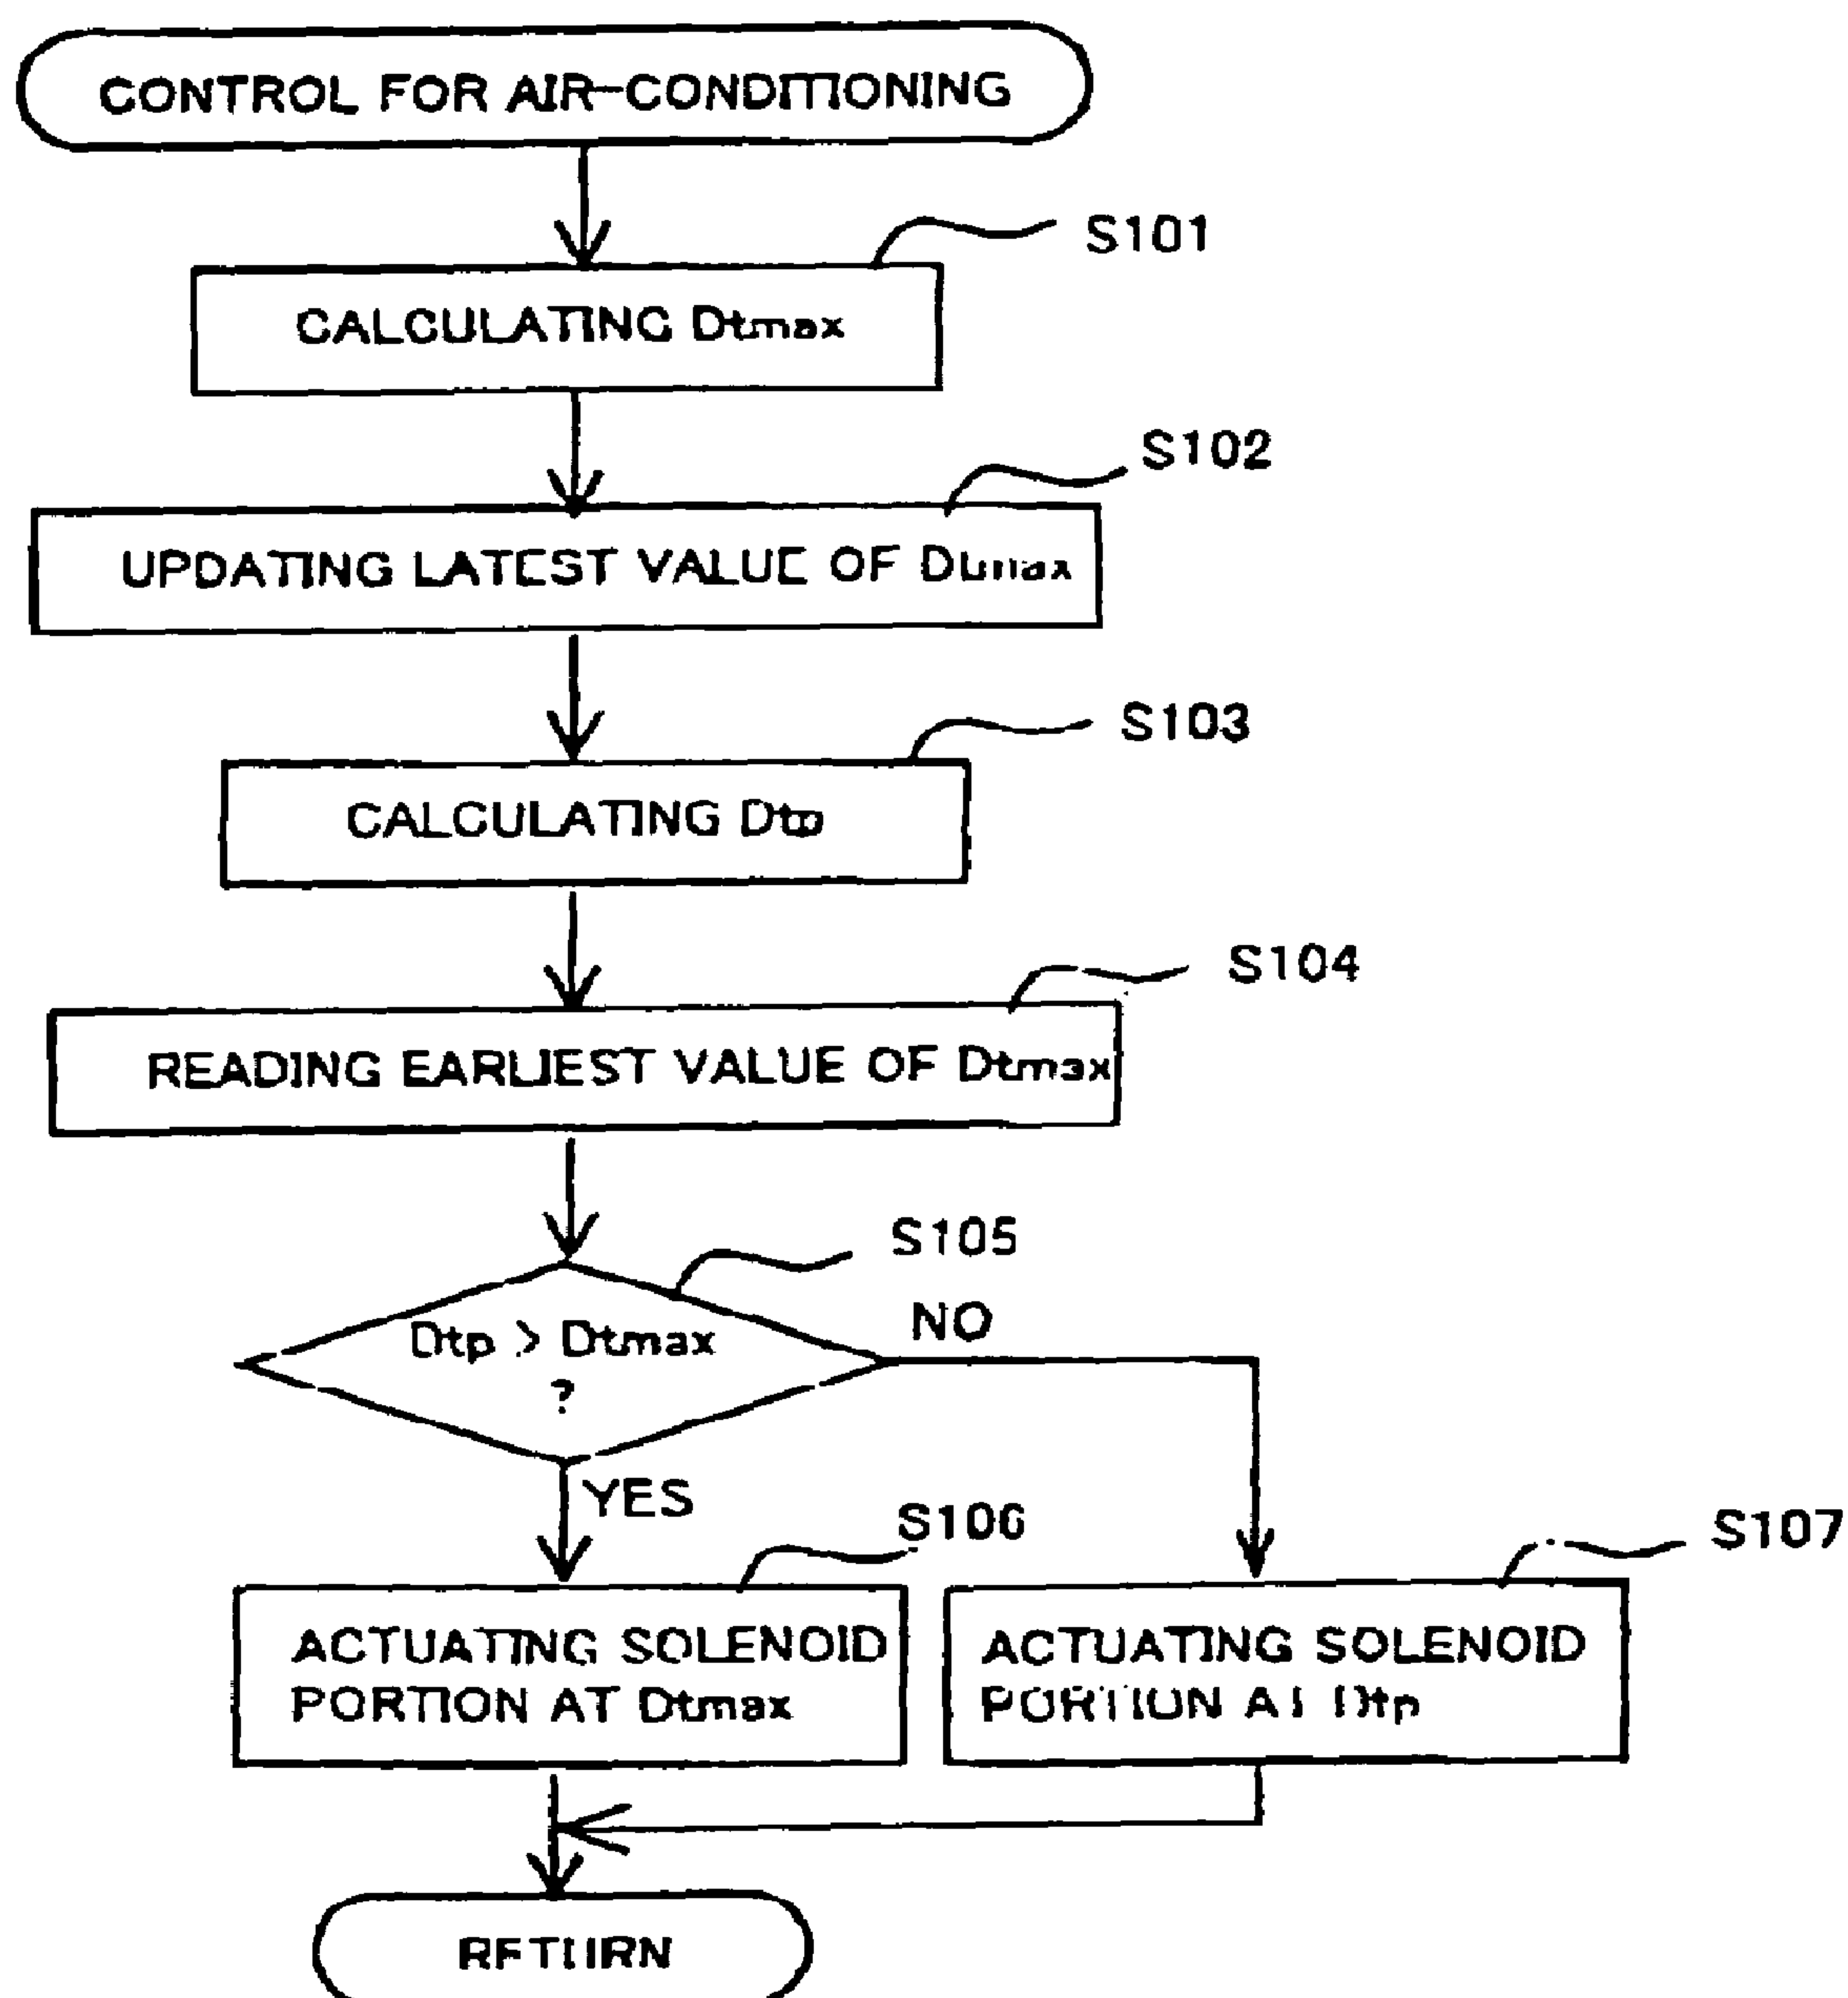 CONTROL FOR AIR-CONDITIONING
S101
CALCULATING Dtmax
S102
UPDATING LATEST VALUE OF Dtmax
S103
CALCULATING Dtp
S104
READING EARLIEST VALUE OF Dtmax
S105
Dtp > Dtmax
?
NO
YES
S106
S107
ACTUATING SOLENOID
PORTION AT Dtmax
ACTUATING SOLENOID
PORTION AT Dtp
RETURN